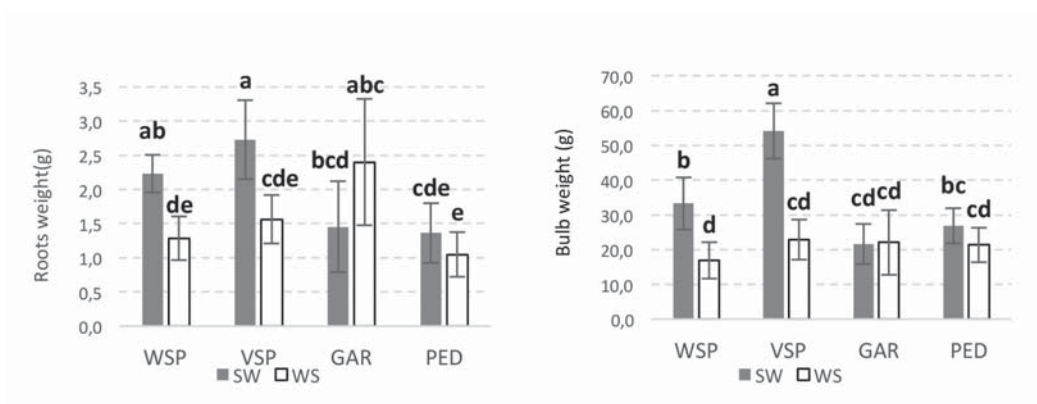 Roots weight(g)
3,5
3,0
2,5
2,0
1,5
1,0
0,5
0,0
ab
de
a
cde
bcd
abc
cde
e
WSP VSP GAR PED
SW WS
Bulb weight (g)
70,0
60,0
50,0
40,0
30,0
20,0
10,0
0,0
b
d
a
cd
cd
cd
bc
cd
WSP VSP GAR PED
SW WS